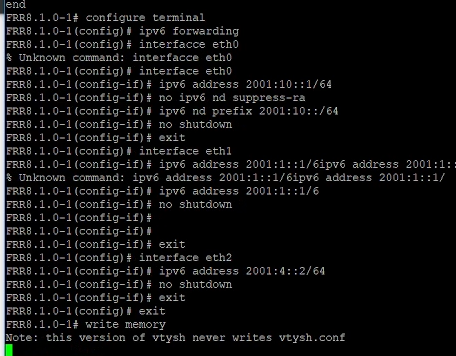 end
FRR8.1.0-1# configure terminal
FRR8.1.0-1(config)# ipv6 forwarding
FRR8.1.0-1(config)# interfacce eth0
% Unknown command: interfacce eth0
FRR8.1.0-1(config)# interface eth0
FRR8.1.0-1(config-if)# ipv6 address 2001:10::1/64
FRR8.1.0-1(config-if)# no ipv6 nd suppress-ra
FRR8.1.0-1(config-if)# ipv6 nd prefix 2001:10::/64
FRR8.1.0-1(config-if)# no shutdown
FRR8.1.0-1(config-if)# exit
FRR8.1.0-1(config)# interface eth1
FRR8.1.0-1(config-if)# ipv6 address 2001:1::1/6ipv6 address 2001:1::
% Unknown command: ipv6 address 2001:1::1/6ipv6 address 2001:1::1/
FRR8.1.0-1(config-if)# ipv6 address 2001:1::1/6
FRR8.1.0-1(config-if)# no shutdown
FRR8.1.0-1(config-if)#
FRR8.1.0-1(config-if)#
FRR8.1.0-1(config-if)# exit
FRR8.1.0-1(config)# interface eth2
FRR8.1.0-1(config-if)# ipv6 address 2001:4::2/64
FRR8.1.0-1(config-if)# no shutdown
FRR8.1.0-1(config-if)# exit
FRR8.1.0-1(config)# exit
FRR8.1.0-1# write memory
Note: this version of vtysh never writes vtysh.conf